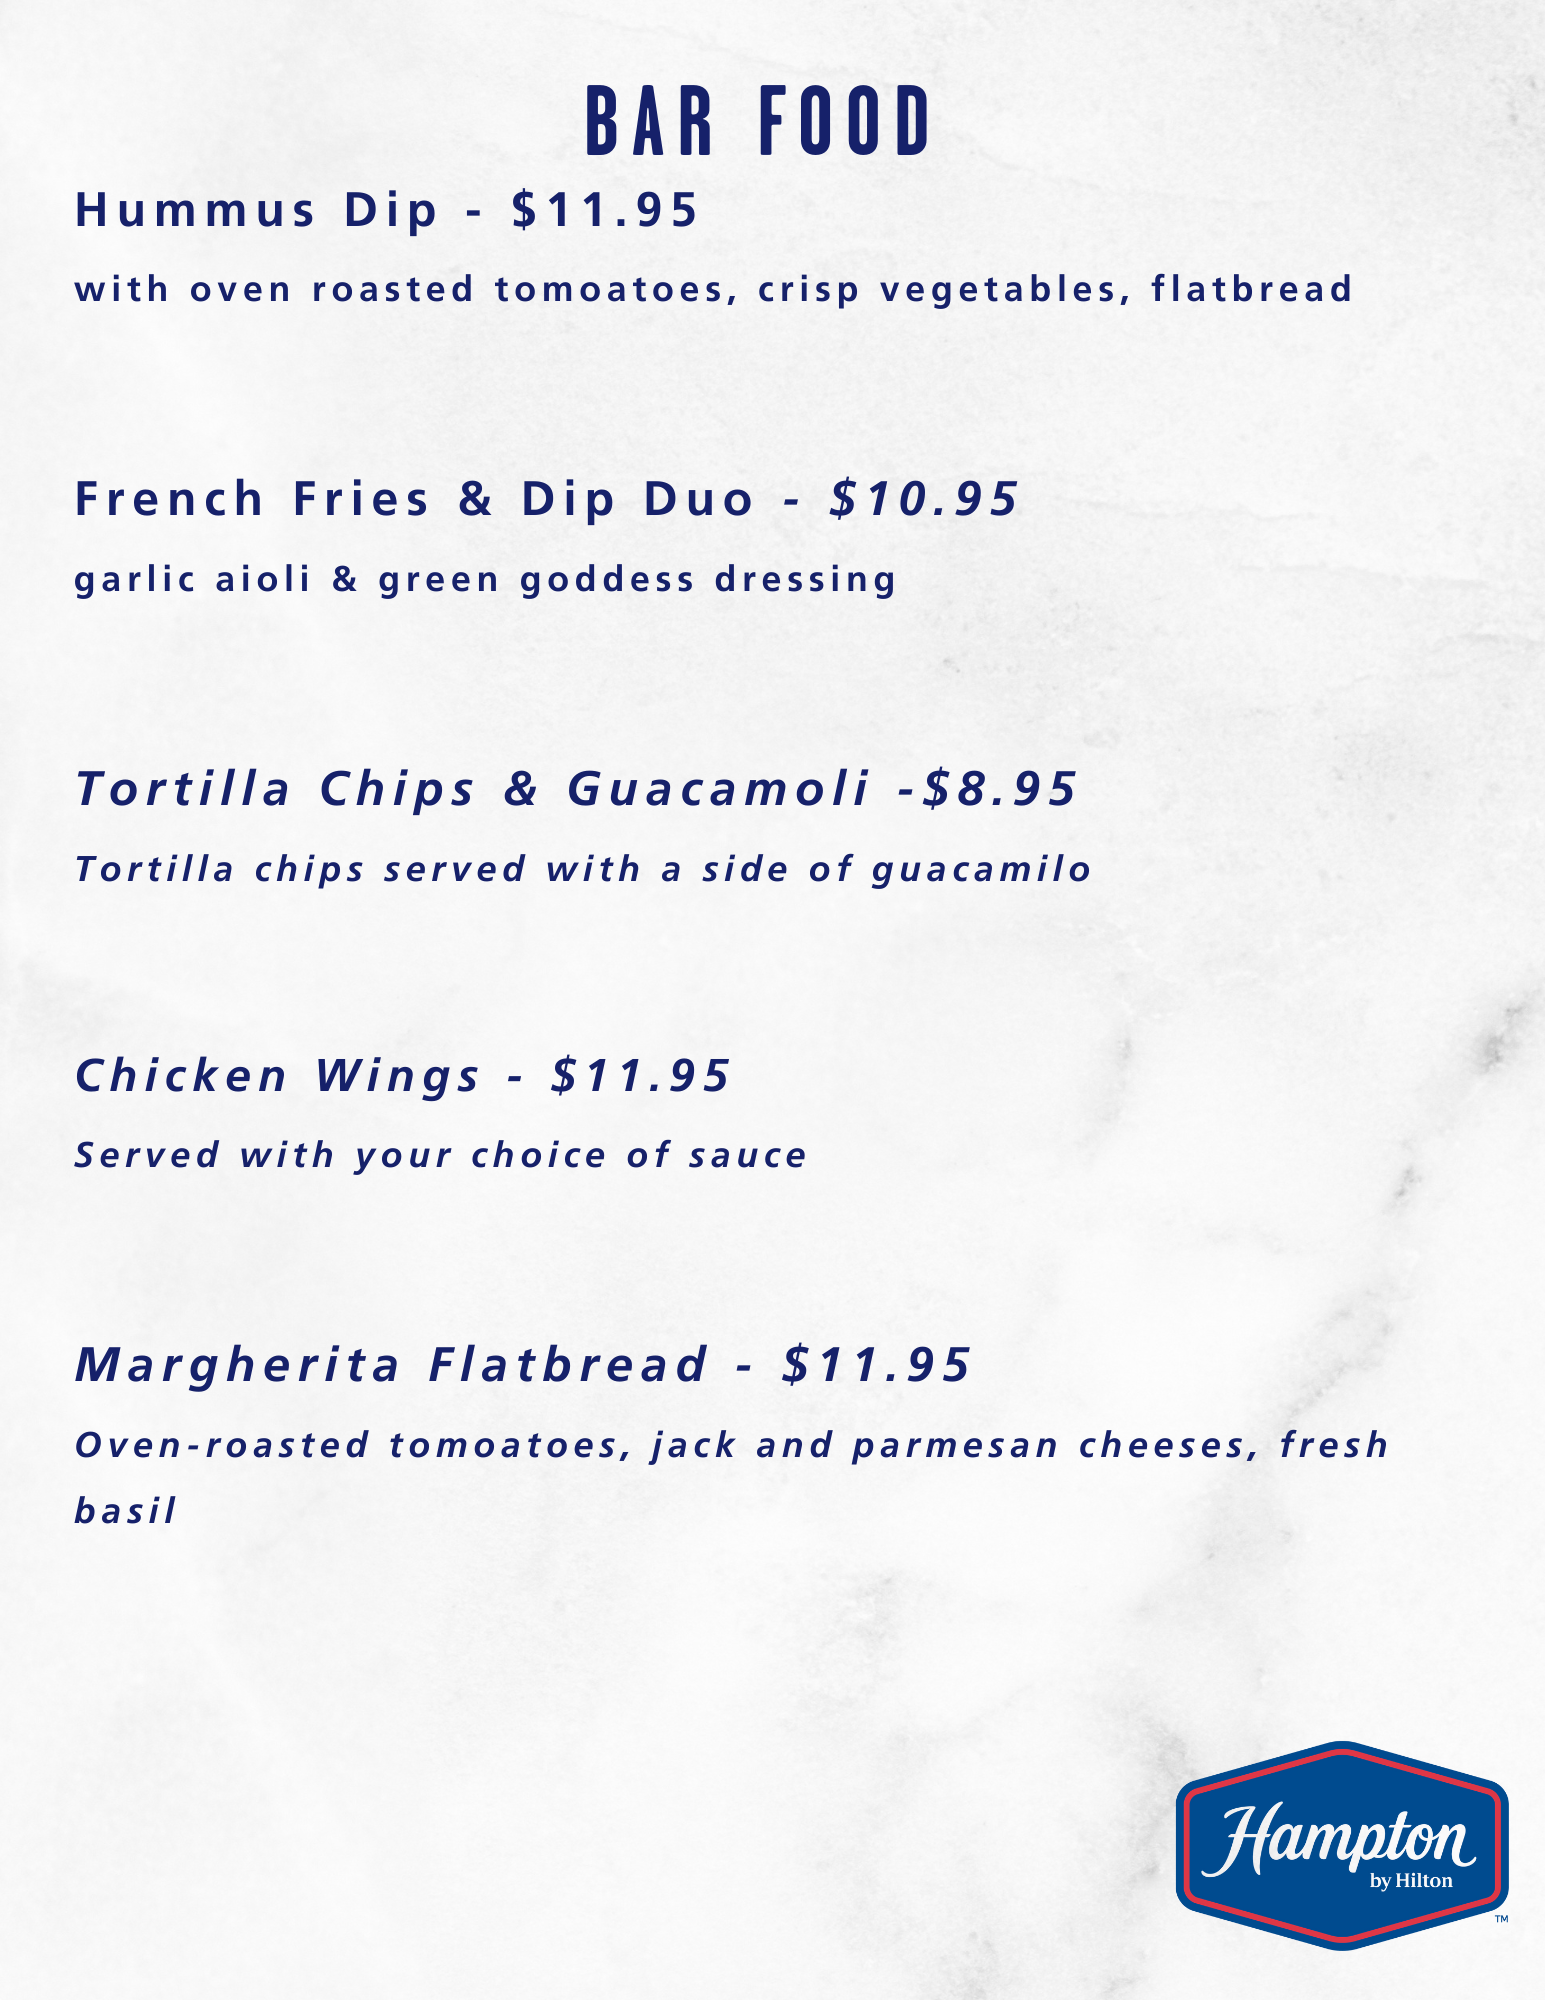 BAR FOOD
Hummus Dip - $11.95
with oven roasted tomoatoes, crisp vegetables, flatbread
French Fries & Dip Duo - $10.95
garlic aioli & green goddess dressing
Tortilla Chips & Guacamoli -$8.95
Tortilla chips served with a side of guacamilo
Chicken Wings - $11.95
Served with your choice of sauce
Margherita Flatbread - $11.95
Oven-roasted tomoatoes, jack and parmesan cheeses, fresh
basil
Hampton
by Hilton
™